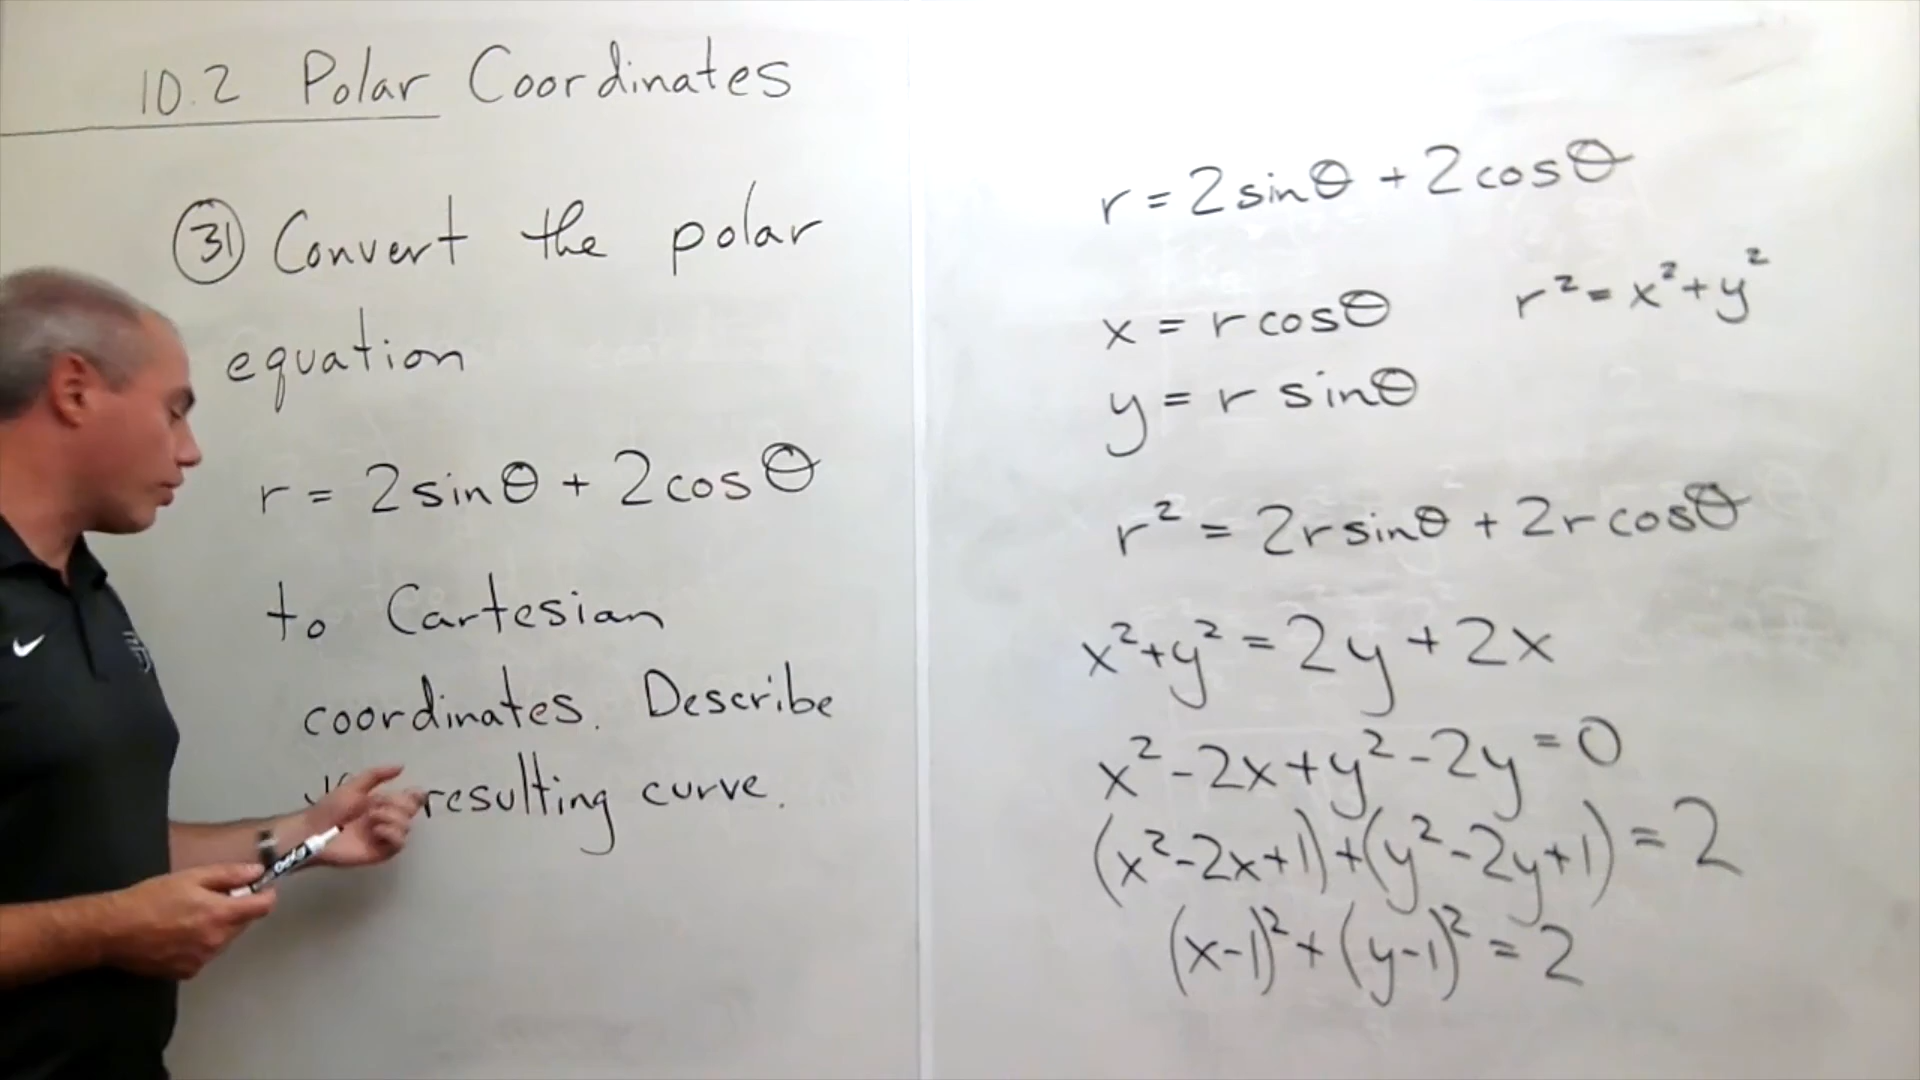 10.2 Polar Coordinates
31 Convert the polar
equation
r = 2 sinθ + 2 cosθ
to Cartesian
coordinates. Describe
resulting curve.
r = 2 sinθ + 2 cosθ
x = r cosθ
r² = x² + y²
y = r sinθ
r² = 2r sinθ + 2r cosθ
x² + y² = 2y + 2x
x² - 2x + y² - 2y = 0
(x² - 2x + 1) + (y² - 2y + 1) = 2
(x - 1)² + (y - 1)² = 2